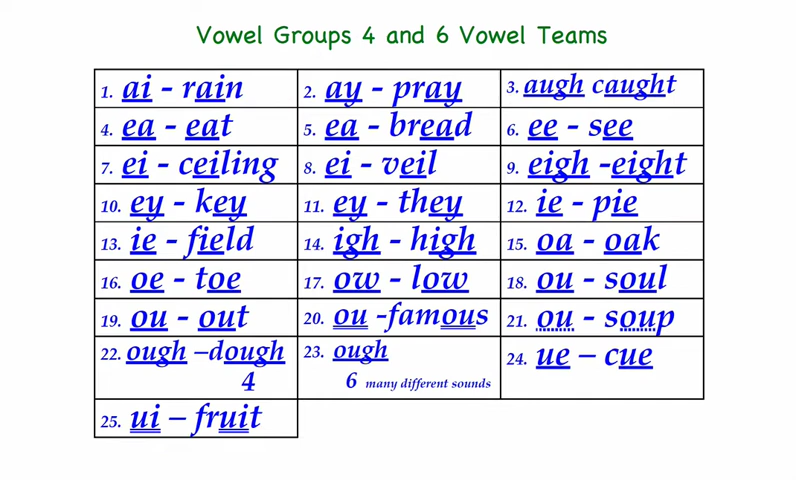 Vowel Groups 4 and 6 Vowel Teams
1. ai - rain
2. ay - pray
3. augh caught
4. ea - eat
5. ea - bread
6. ee - see
7. ei - ceiling
8. ei - veil
9. eigh -eight
10. ey - key
11. ey - they
12. ie - pie
13. ie - field
14. igh - high
15. oa - oak
16. oe - toe
17. ow - low
18. ou - soul
19. ou - out
20. ou -famous
21. ou - soup
22. ough –dough
4
23. ough
6 many different sounds
24. ue – cue
25. ui – fruit